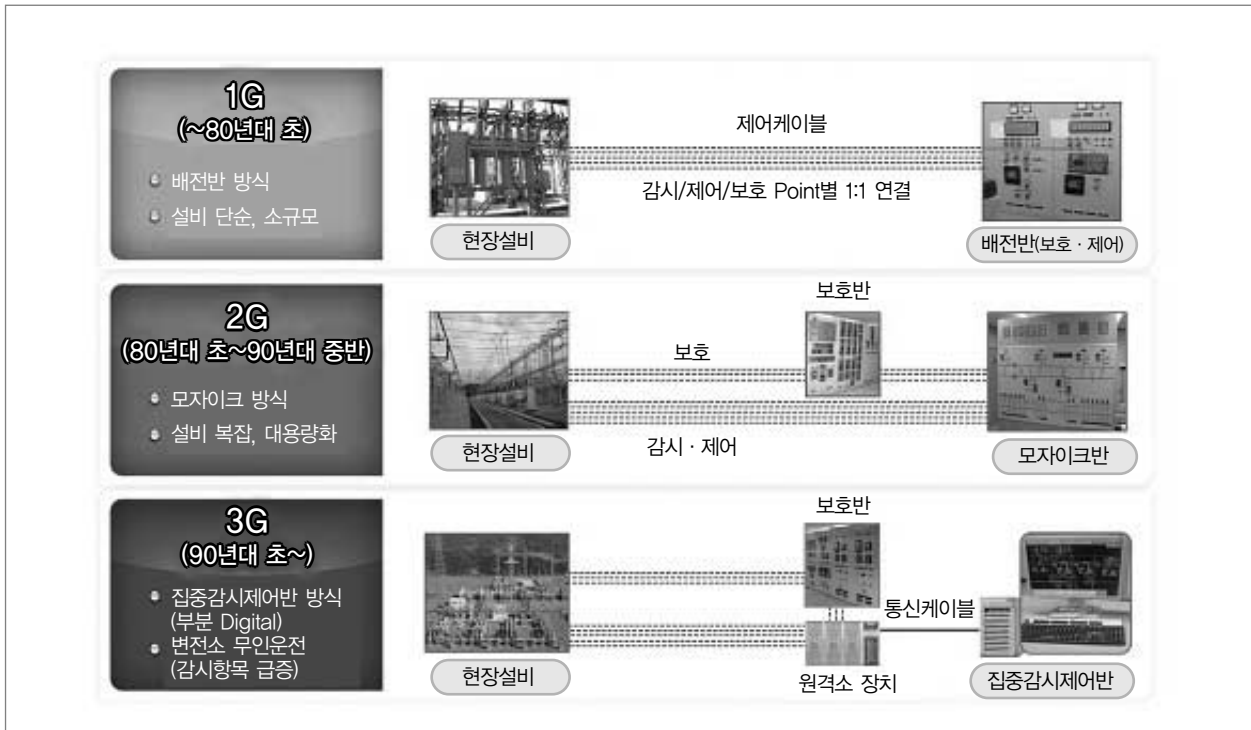 1G
(~80년대 초)
배전반 방식
설비 단순, 소규모
제어케이블
감시/제어/보호 Point별 1:1 연결
현장설비
배전반(보호 · 제어)
2G
(80년대 초~90년대 중반)
모자이크 방식
설비 복잡, 대용량화
보호반
보호
감시 · 제어
현장설비
모자이크반
3G
(90년대 초~)
집중감시제어반 방식
(부분 Digital)
변전소 무인운전
(감시항목 급증)
보호반
통신케이블
현장설비
원격소 장치
집중감시제어반